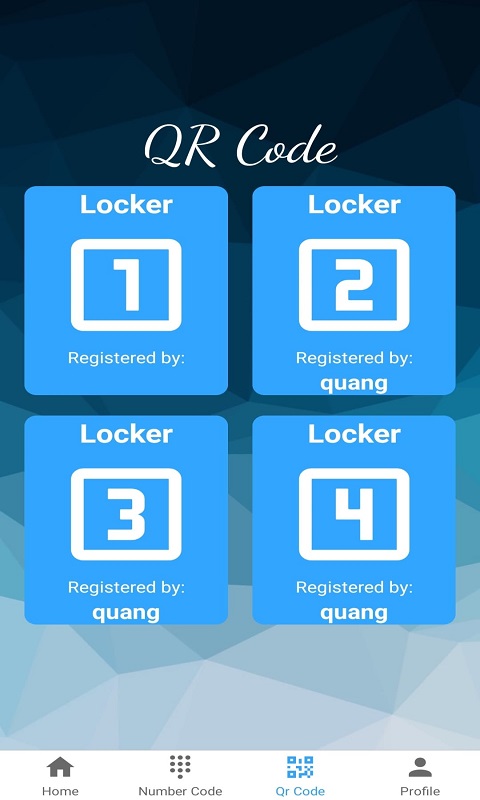 QR Code
Locker
1
Registered by:
Locker
2
Registered by:
quang
Locker
3
Registered by:
quang
Locker
4
Registered by:
quang
Home
Number Code
Qr Code
Profile